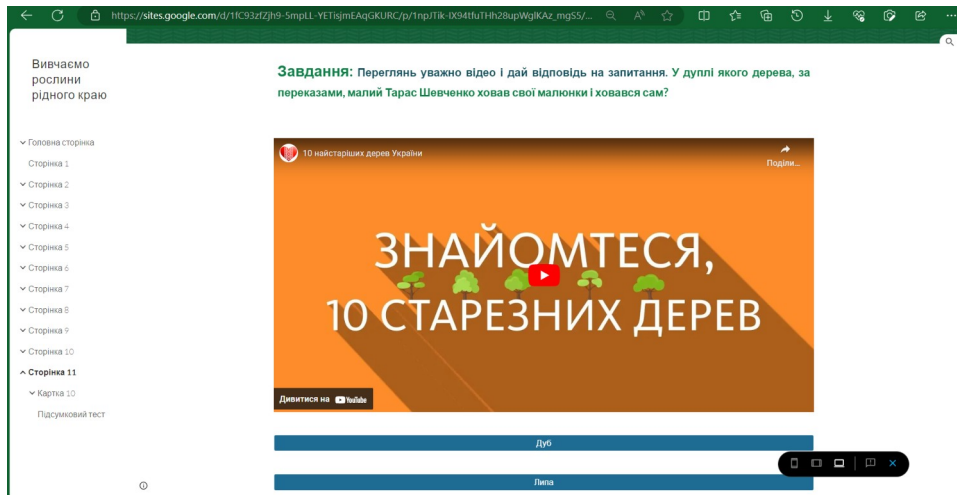 https://sites.google.com/d/1fC93zfZjh9-5mpLL-YETisjmEAqGKURC/p/1npJTik-IX94tfuTHh28upWglKAz_mgS5/...
Вивчаємо
рослини
рідного краю
Головна сторінка
Сторінка 1
Сторінка 2
Сторінка 3
Сторінка 4
Сторінка 5
Сторінка 6
Сторінка 7
Сторінка 8
Сторінка 9
Сторінка 10
Сторінка 11
Картка 10
Підсумковий тест
Завдання: Переглянь уважно відео і дай відповідь на запитання. У дуплі якого дерева, за
переказами, малий Тарас Шевченко ховав свої малюнки і ховався сам?
10 найстаріших дерев України
Поділи...
ЗНАЙОМТЕСЯ,
10 СТАРЕЗНИХ ДЕРЕВ
Дивитися на YouTube
Дуб
Липа